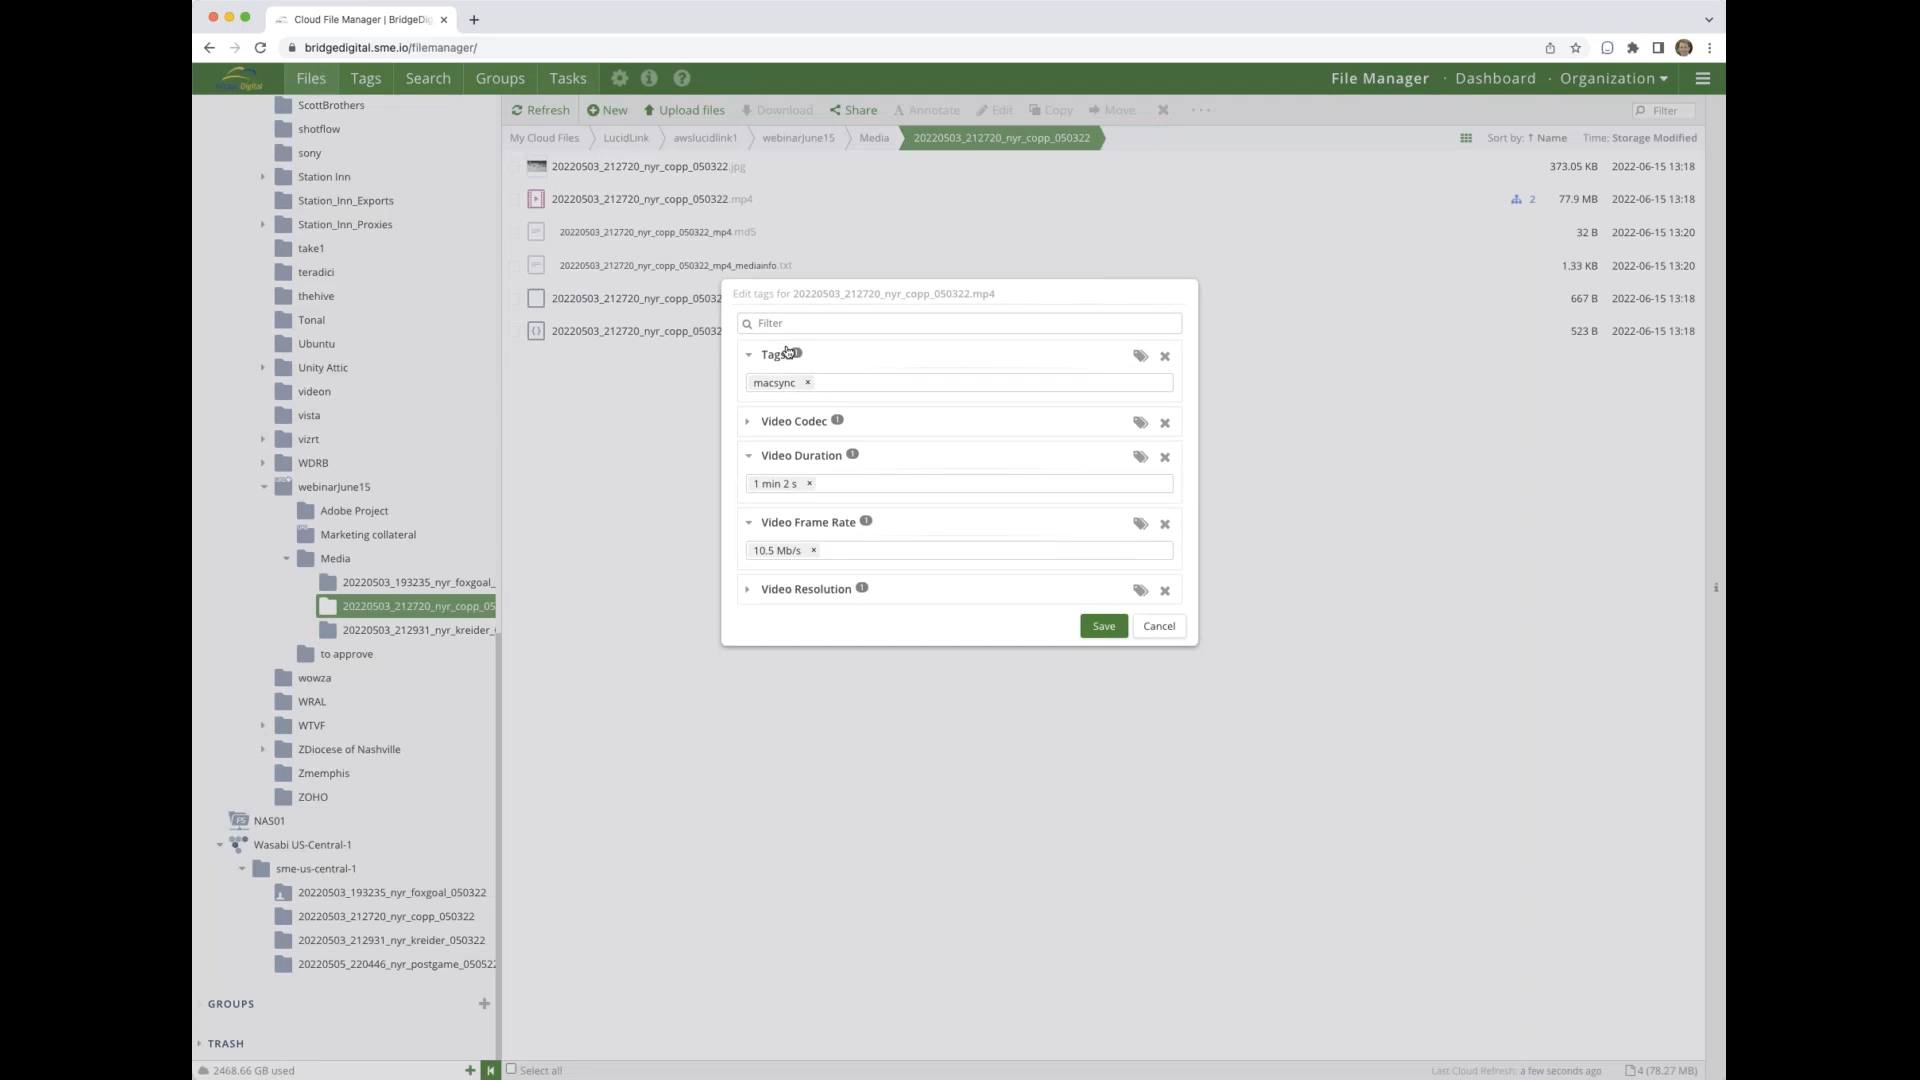 Cloud File Manager | BridgeDig
bridgedigital.sme.io/filemanager/
Digital
Files Tags Search Groups Tasks
File Manager · Dashboard · Organization
Refresh New Upload files Download Share Annotate Edit Copy Move ··· Filter
My Cloud Files LucidLink awslucidlink1 webinarJune15 Media 20220503_212720_nyr_copp_050322
Sort by: ↑ Name Time: Storage Modified
ScottBrothers
shotflow
sony
Station Inn
Station_Inn_Exports
Station_Inn_Proxies
take1
teradici
thehive
Tonal
Ubuntu
Unity Attic
videon
vista
vizrt
WDRB
webinarJune15
Adobe Project
Marketing collateral
Media
20220503_193235_nyr_foxgoal_
20220503_212720_nyr_copp_05
20220503_212931_nyr_kreider_
to approve
wowza
WRAL
WTVF
ZDiocese of Nashville
Zmemphis
ZOHO
NAS01
Wasabi US-Central-1
sme-us-central-1
20220503_193235_nyr_foxgoal_050322
20220503_212720_nyr_copp_050322
20220503_212931_nyr_kreider_050322
20220505_220446_nyr_postgame_050522
GROUPS
TRASH
2468.66 GB used
20220503_212720_nyr_copp_050322.jpg 373.05 KB 2022-06-15 13:18
20220503_212720_nyr_copp_050322.mp4 2 77.9 MB 2022-06-15 13:18
20220503_212720_nyr_copp_050322_mp4.md5 32 B 2022-06-15 13:20
20220503_212720_nyr_copp_050322_mp4_mediainfo.txt 1.33 KB 2022-06-15 13:20
20220503_212720_nyr_copp_05032 667 B 2022-06-15 13:18
20220503_212720_nyr_copp_05032 523 B 2022-06-15 13:18
Edit tags for 20220503_212720_nyr_copp_050322.mp4
Filter
Tags
macsync ×
Video Codec 1
Video Duration 1
1 min 2 s ×
Video Frame Rate 1
10.5 Mb/s ×
Video Resolution 1
Save Cancel
Select all
Last Cloud Refresh: a few seconds ago 4 (78.27 MB)